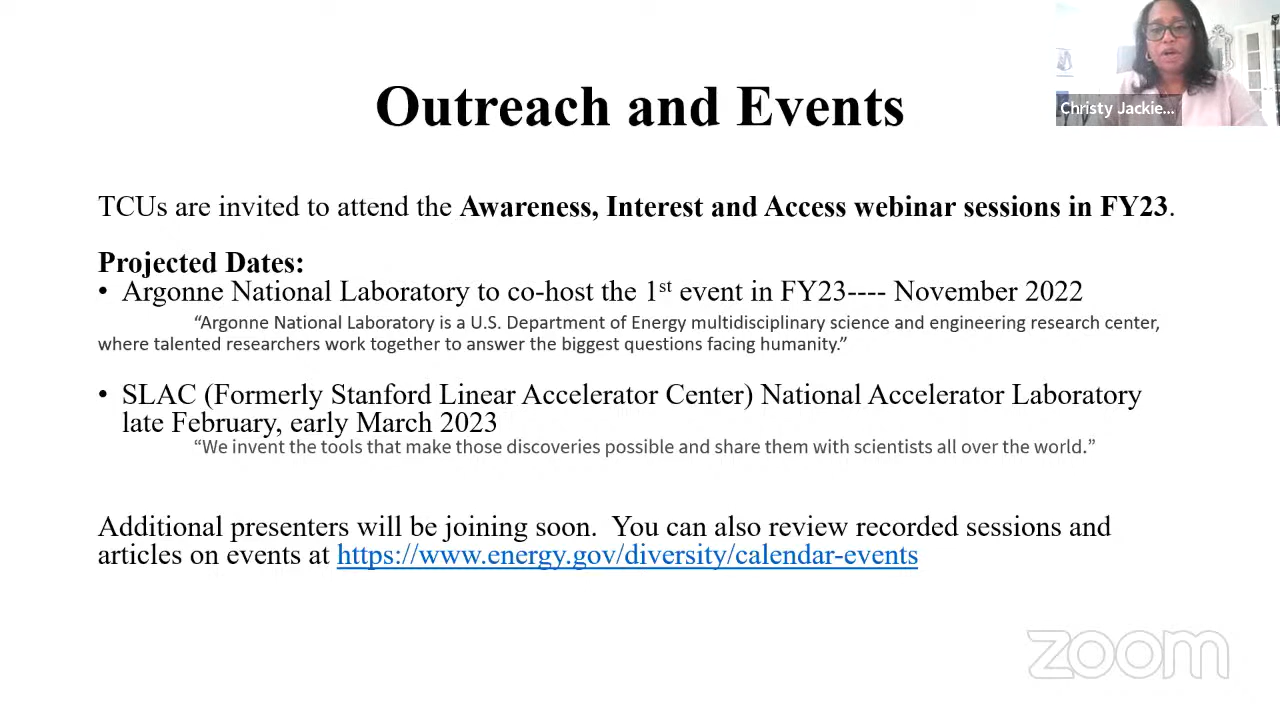 Outreach and Events
Christy Jackie...
TCUs are invited to attend the Awareness, Interest and Access webinar sessions in FY23.
Projected Dates:
• Argonne National Laboratory to co-host the 1st event in FY23---- November 2022
“Argonne National Laboratory is a U.S. Department of Energy multidisciplinary science and engineering research center,
where talented researchers work together to answer the biggest questions facing humanity.”
• SLAC (Formerly Stanford Linear Accelerator Center) National Accelerator Laboratory
late February, early March 2023
“We invent the tools that make those discoveries possible and share them with scientists all over the world.”
Additional presenters will be joining soon.  You can also review recorded sessions and
articles on events at https://www.energy.gov/diversity/calendar-events
zoom